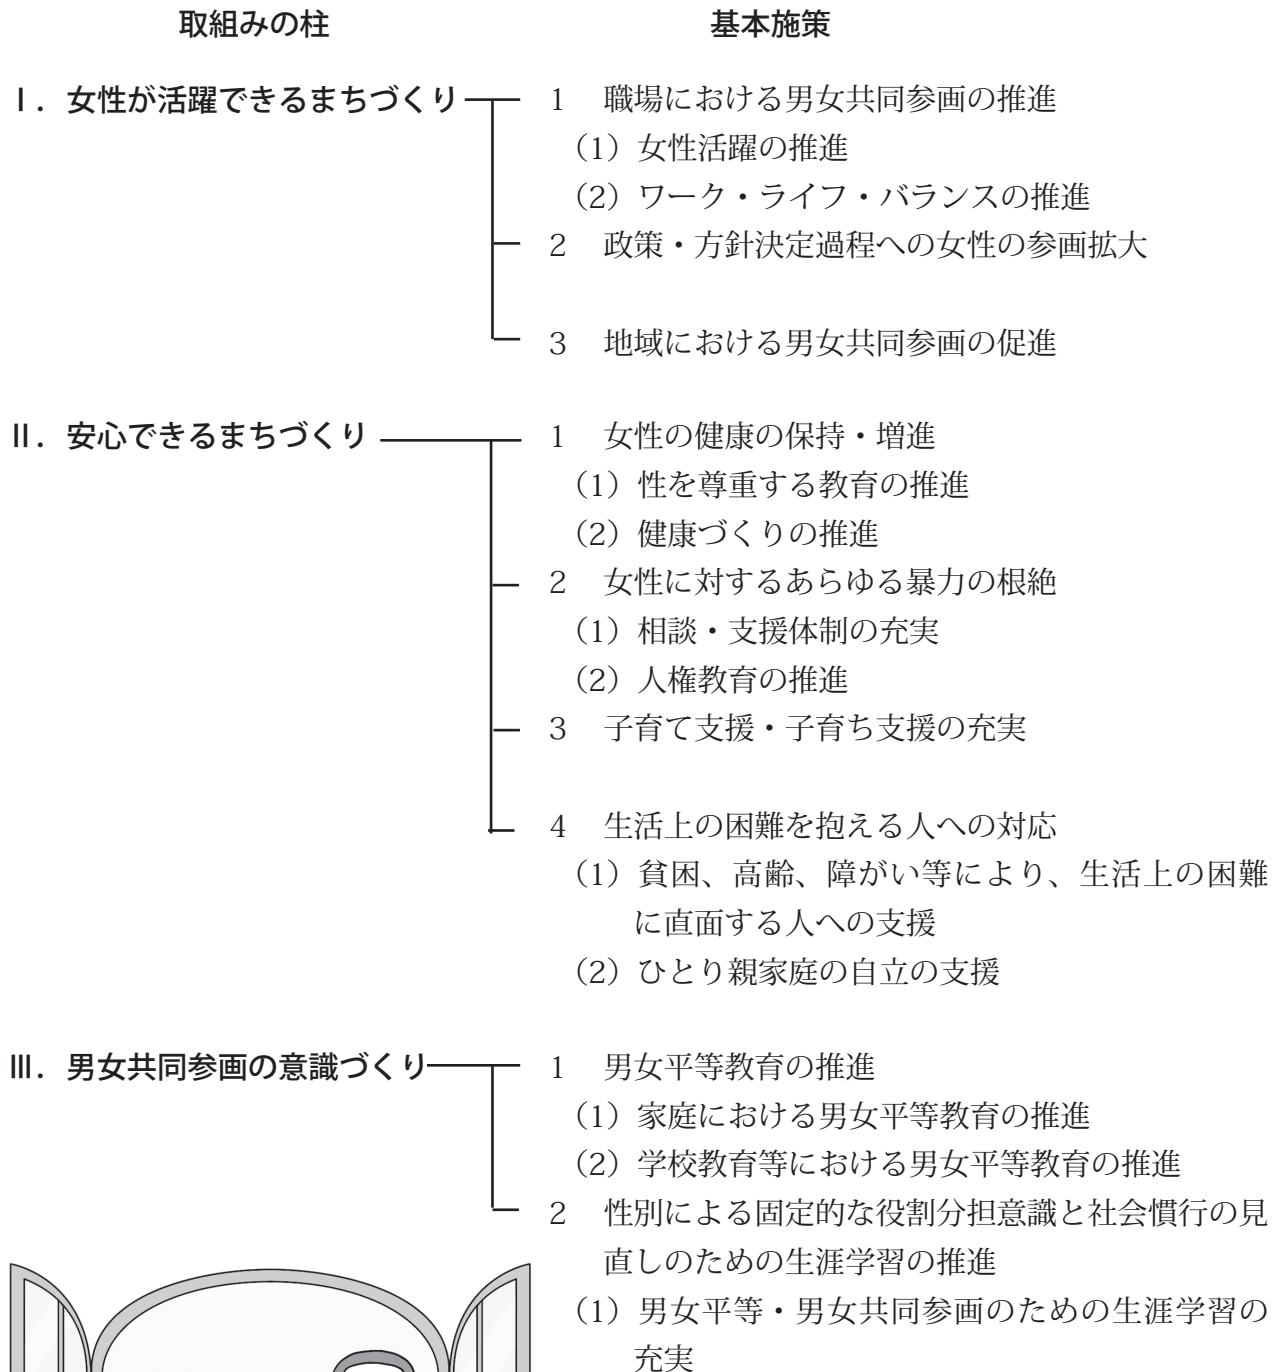 取組みの柱 基本施策
Ⅰ．女性が活躍できるまちづくり 1 職場における男女共同参画の推進
（1）女性活躍の推進
（2）ワーク・ライフ・バランスの推進
2 政策・方針決定過程への女性の参画拡大
3 地域における男女共同参画の促進
Ⅱ．安心できるまちづくり 1 女性の健康の保持・増進
（1）性を尊重する教育の推進
（2）健康づくりの推進
2 女性に対するあらゆる暴力の根絶
（1）相談・支援体制の充実
（2）人権教育の推進
3 子育て支援・子育ち支援の充実
4 生活上の困難を抱える人への対応
（1）貧困、高齢、障がい等により、生活上の困難
に直面する人への支援
（2）ひとり親家庭の自立の支援
Ⅲ．男女共同参画の意識づくり 1 男女平等教育の推進
（1）家庭における男女平等教育の推進
（2）学校教育等における男女平等教育の推進
2 性別による固定的な役割分担意識と社会慣行の見
直しのための生涯学習の推進
（1）男女平等・男女共同参画のための生涯学習の
充実